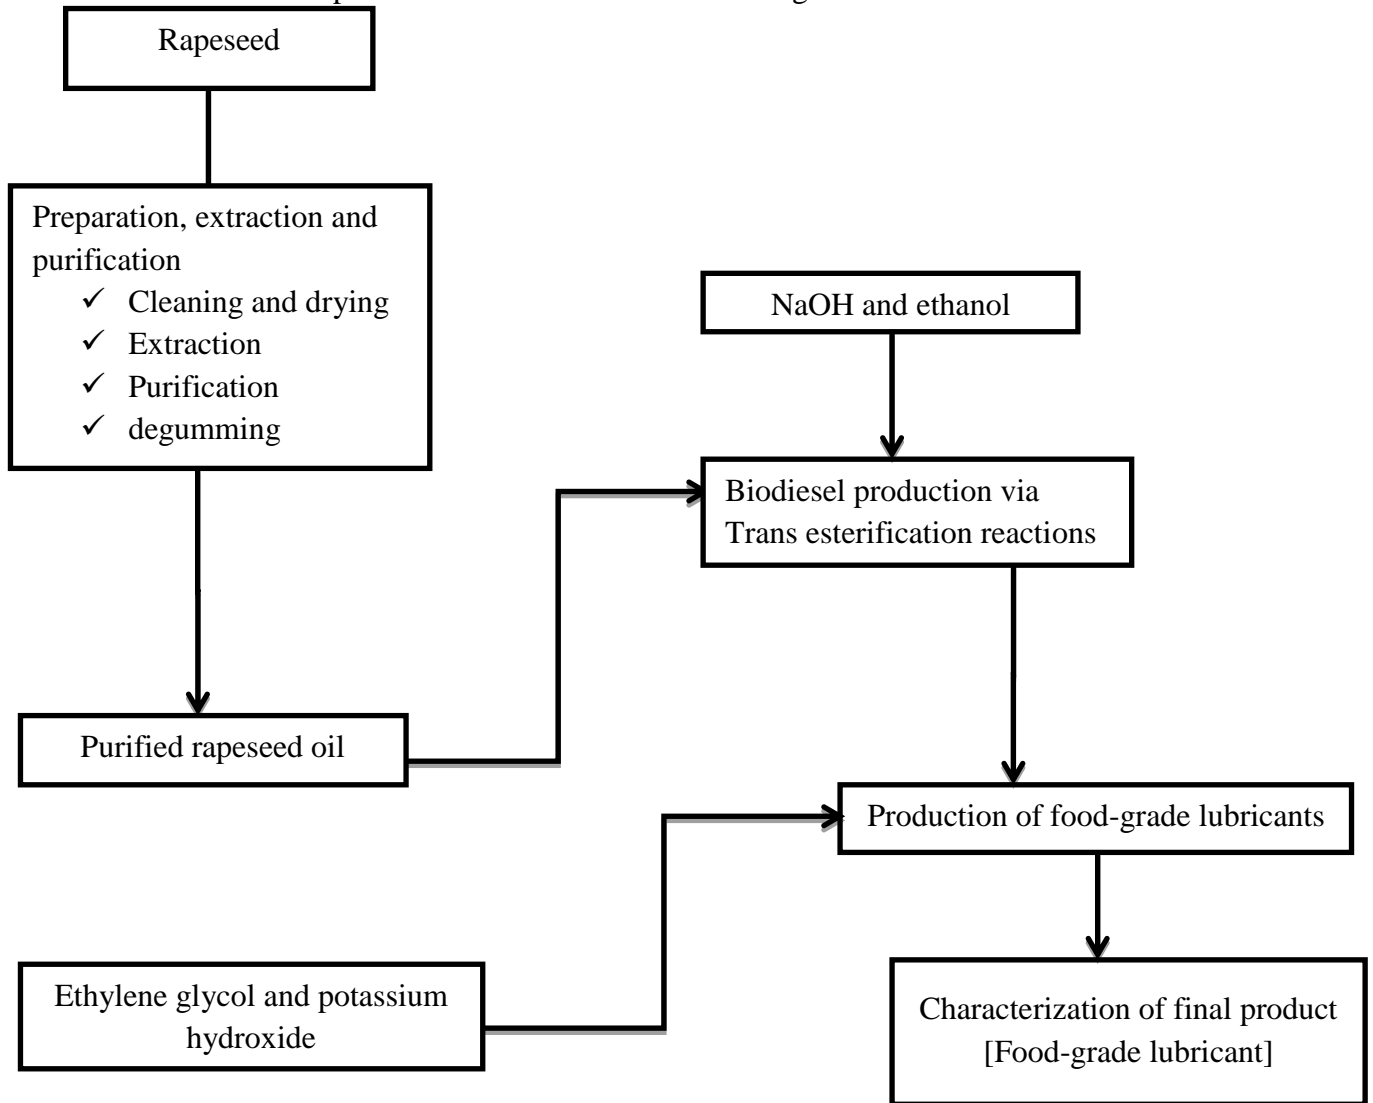 Rapeseed
Preparation, extraction and
purification
✓ Cleaning and drying
✓ Extraction
✓ Purification
✓ degumming
NaOH and ethanol
Biodiesel production via
Trans esterification reactions
Purified rapeseed oil
Production of food-grade lubricants
Ethylene glycol and potassium
hydroxide
Characterization of final product
[Food-grade lubricant]